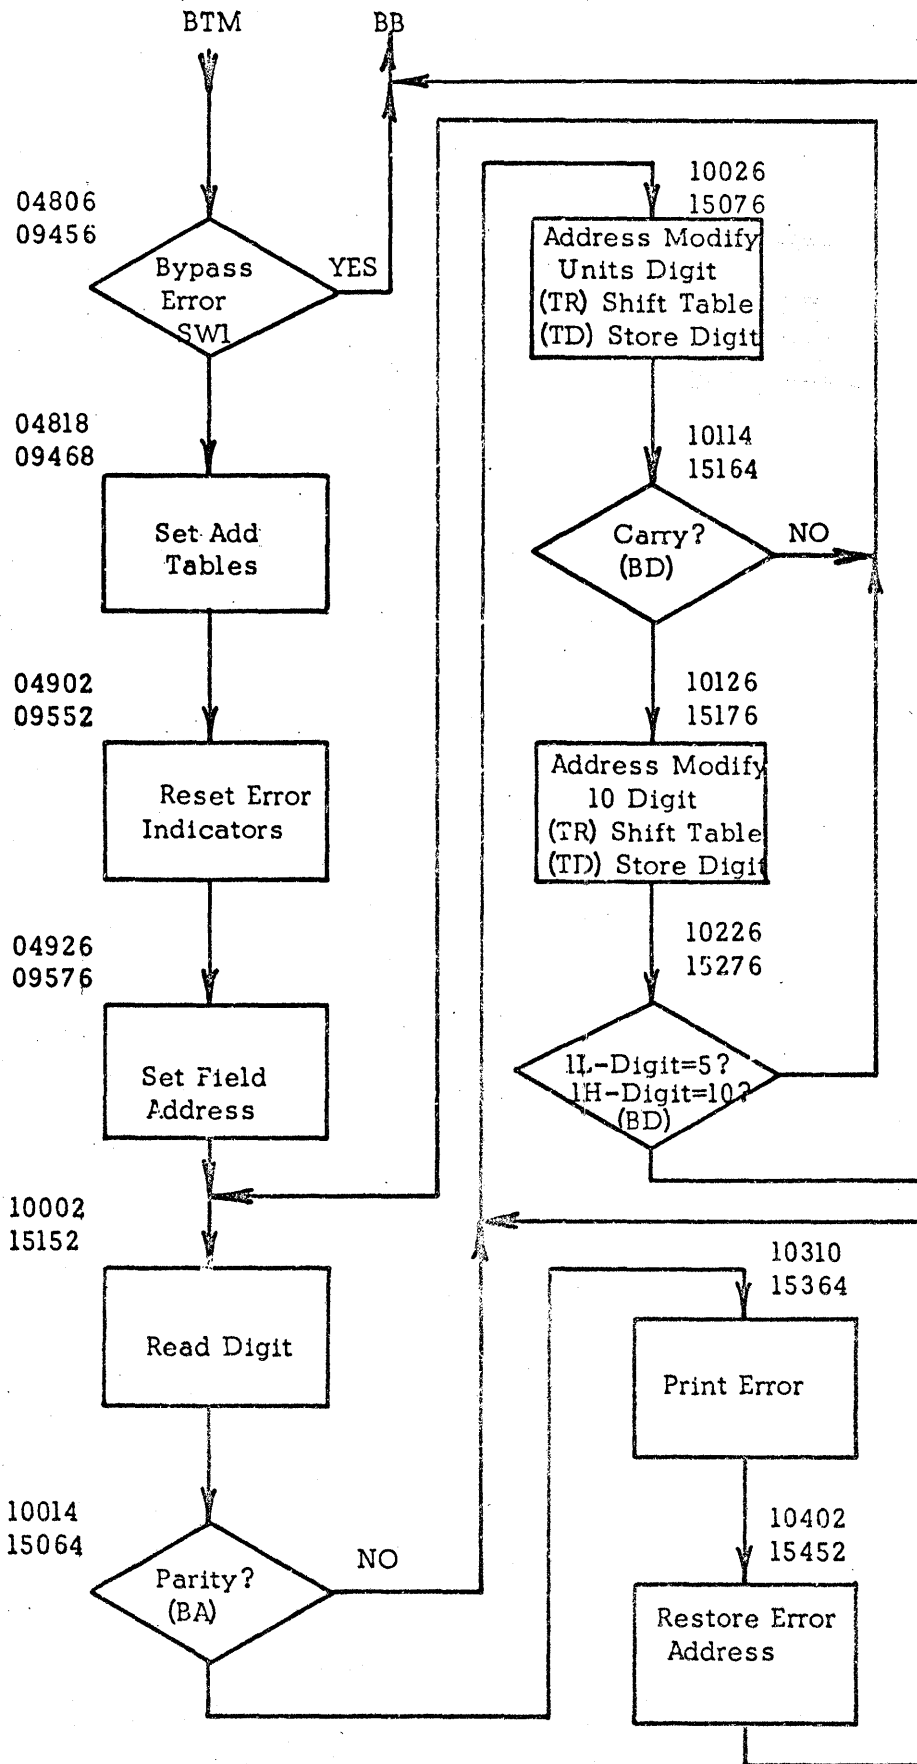 BTM
BB
04806
09456
Bypass
Error
SW1
YES
04818
09468
Set Add
Tables
04902
09552
Reset Error
Indicators
04926
09576
Set Field
Address
10002
15152
Read Digit
10014
15064
Parity?
(BA)
NO
10026
15076
Address Modify
Units Digit
(TR) Shift Table
(TD) Store Digit
10114
15164
Carry?
(BD)
NO
10126
15176
Address Modify
10 Digit
(TR) Shift Table
(TD) Store Digit
10226
15276
1L-Digit=5?
1H-Digit=10?
(BD)
10310
15364
Print Error
10402
15452
Restore Error
Address